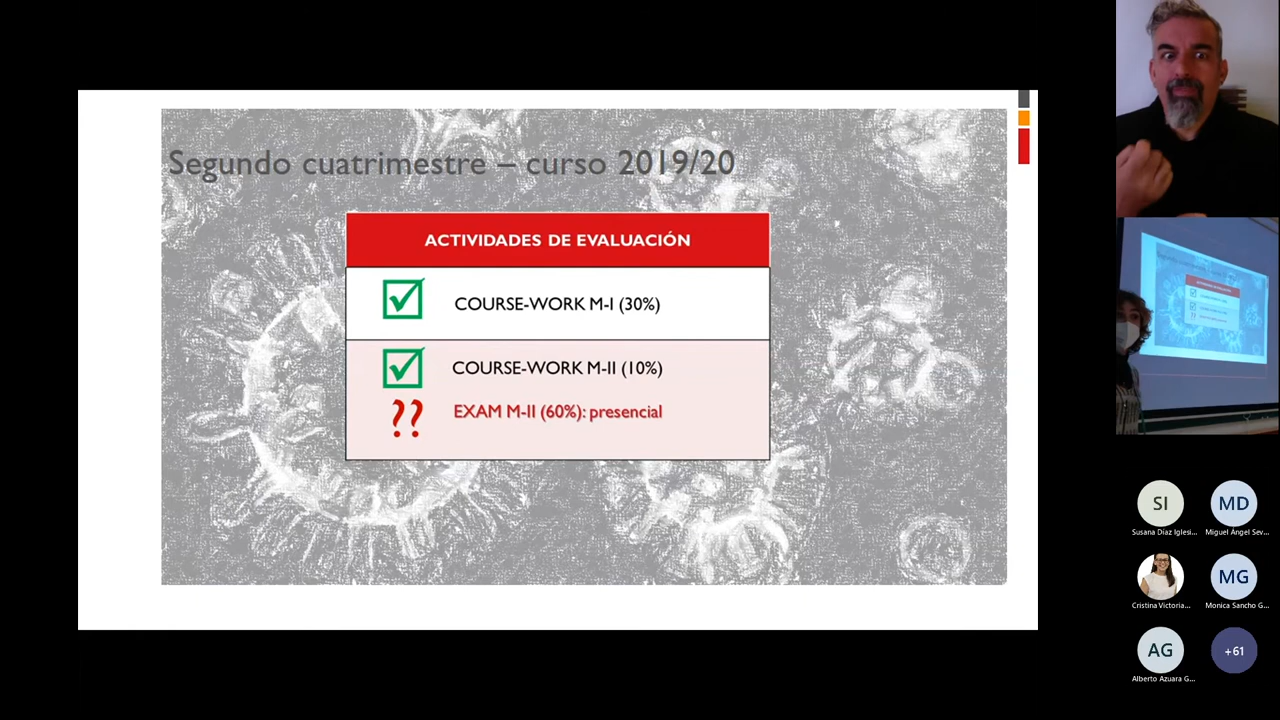 Segundo cuatrimestre – curso 2019/20
ACTIVIDADES DE EVALUACIÓN
COURSE-WORK M-I (30%)
COURSE-WORK M-II (10%)
?? EXAM M-II (60%): presencial
SI
MD
Susana Díaz Iglesi...
Miguel Ángel Sev...
MG
Cristina Victoria...
Monica Sancho G...
AG
+61
Alberto Azuara G...